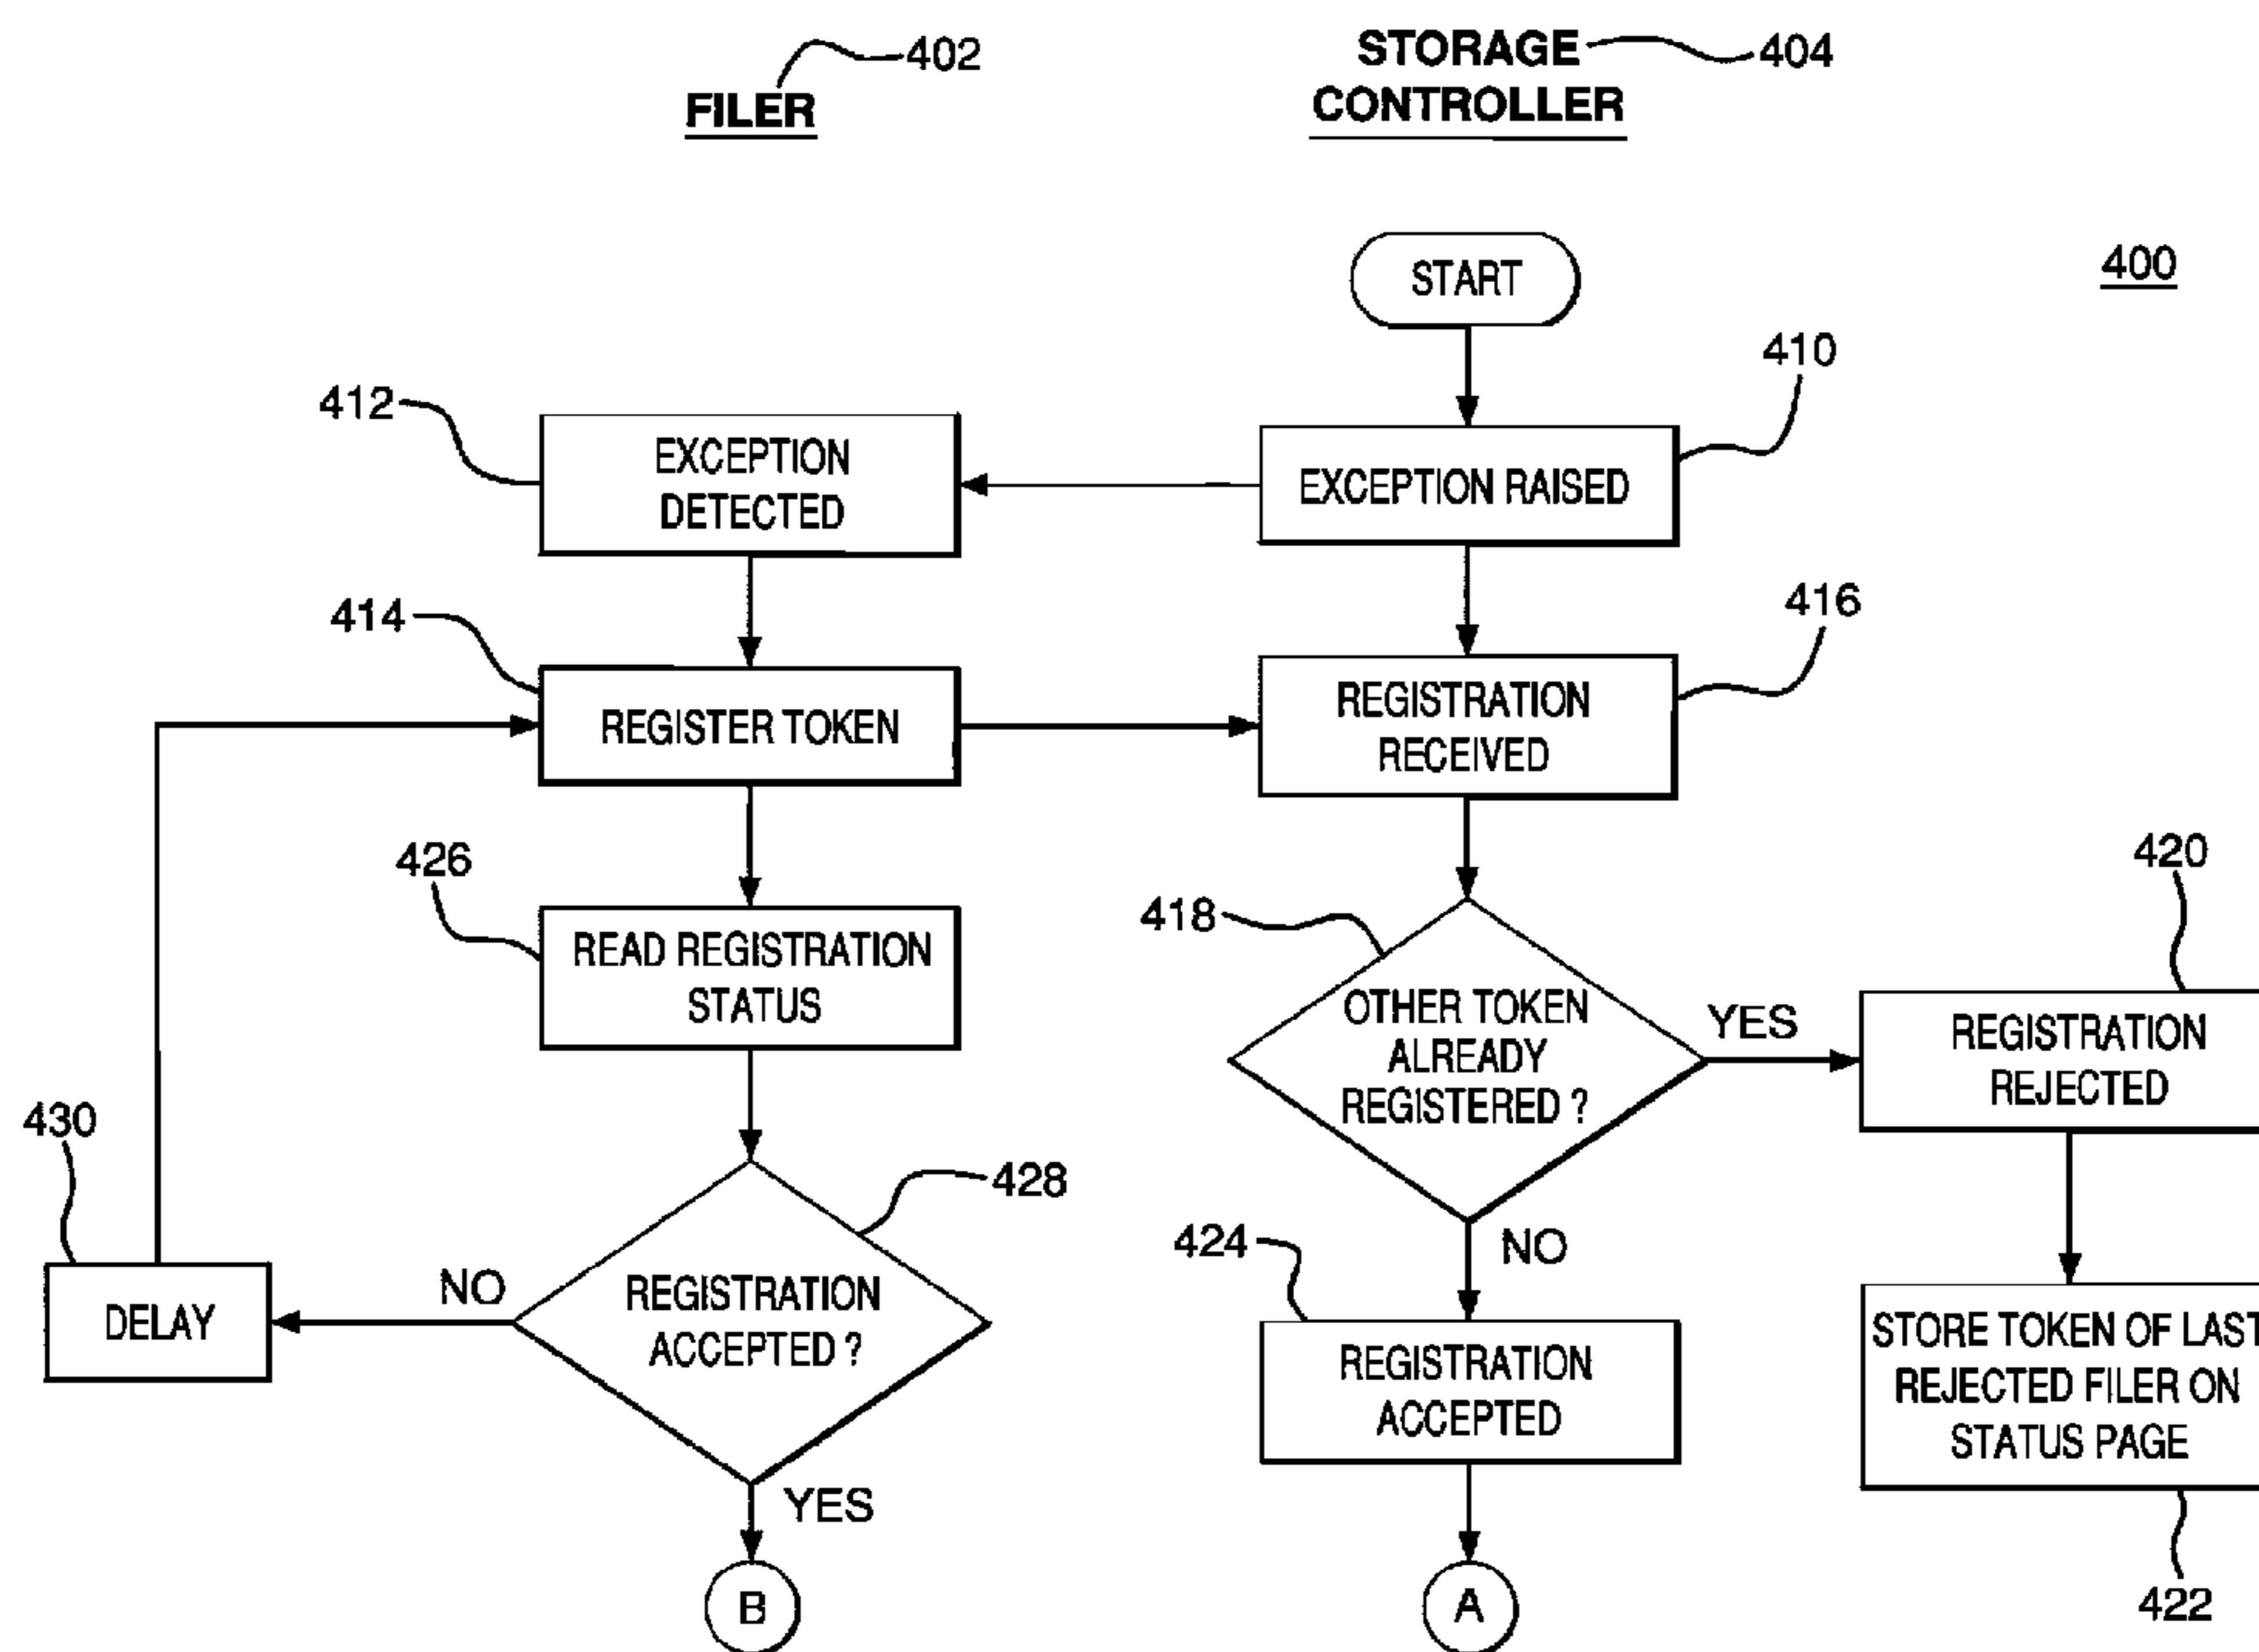 402
FILER
STORAGE
CONTROLLER
404
START
400
410
412
EXCEPTION
DETECTED
EXCEPTION RAISED
414
416
REGISTER TOKEN
REGISTRATION
RECEIVED
426
420
418
READ REGISTRATION
STATUS
OTHER TOKEN
ALREADY
REGISTERED ?
YES
REGISTRATION
REJECTED
430
428
424
NO
DELAY
NO
REGISTRATION
ACCEPTED ?
REGISTRATION
ACCEPTED
STORE TOKEN OF LAST
REJECTED FILER ON
STATUS PAGE
YES
B
A
422